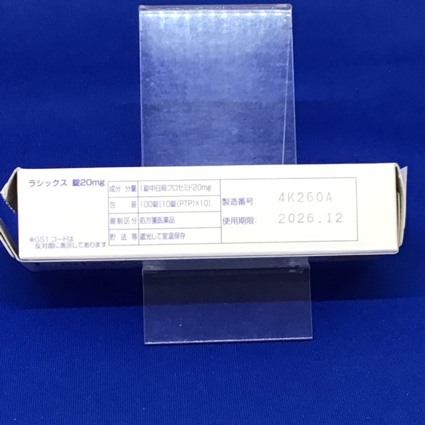 ラシックス 錠20mg
成分 分量 1錠中日局フロセミド20mg
包 装 100錠(10錠(PTP)×10)
規制区分 処方箋医薬品
貯 法 等 遮光して室温保存
製造番号 4K260A
使用期限: 2026.12
※GS1コードは
反対面に表示してあります